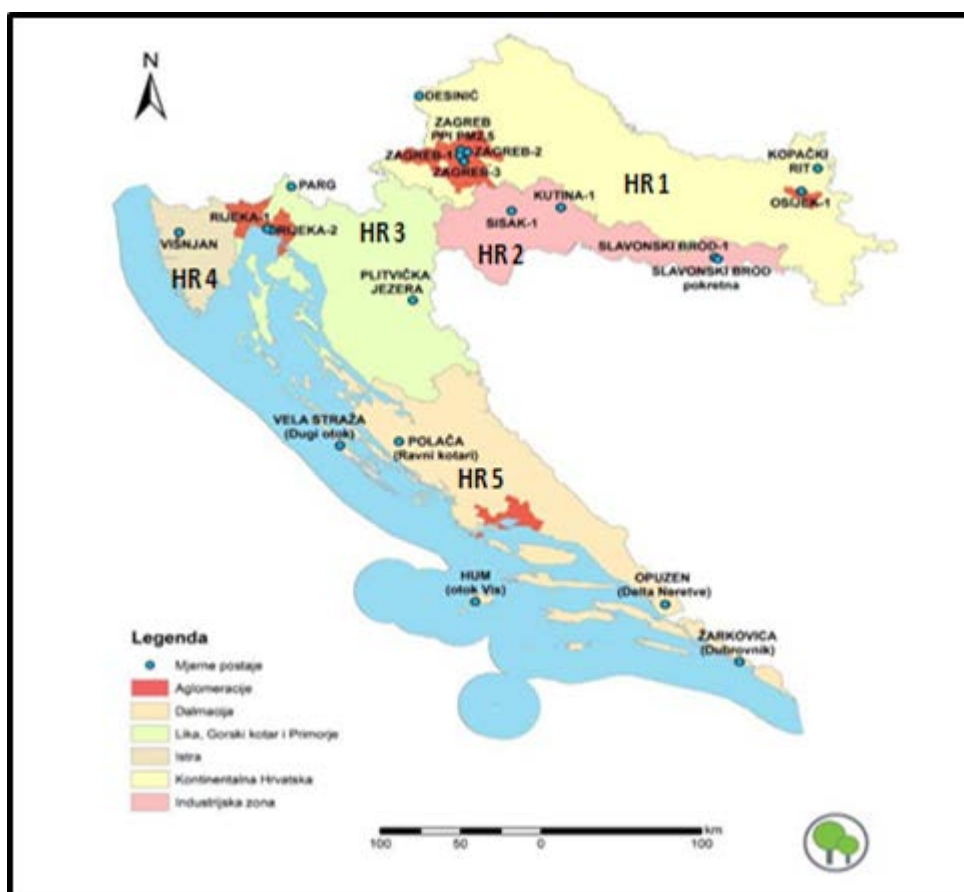 N
DESINIĆ
ZAGREB
PPI PM2,5
ZAGREB-1
ZAGREB-2
ZAGREB-3
KOPAČKI
RIT
OSIJEK-1
HR 1
PARG
KUTINA-1
SISAK-1
HR 2
RIJEKA-1
RIJEKA-2
HR 3
VIŠNJAN
HR 4
SLAVONSKI BROD-1
SLAVONSKI BROD
pokretna
PLITVIČKA
JEZERA
VELA STRAŽA
(Dugi otok)
POLAČA
(Ravni kotari)
HR 5
HUM
(otok Vis)
OPUZEN
(Delta Neretve)
ŽARKOVICA
(Dubrovnik)
Legenda
Mjerne postaje
Aglomeracije
Dalmacija
Lika, Gorski kotar i Primorje
Istra
Kontinentalna Hrvatska
Industrijska zona
km
100 50 0 100